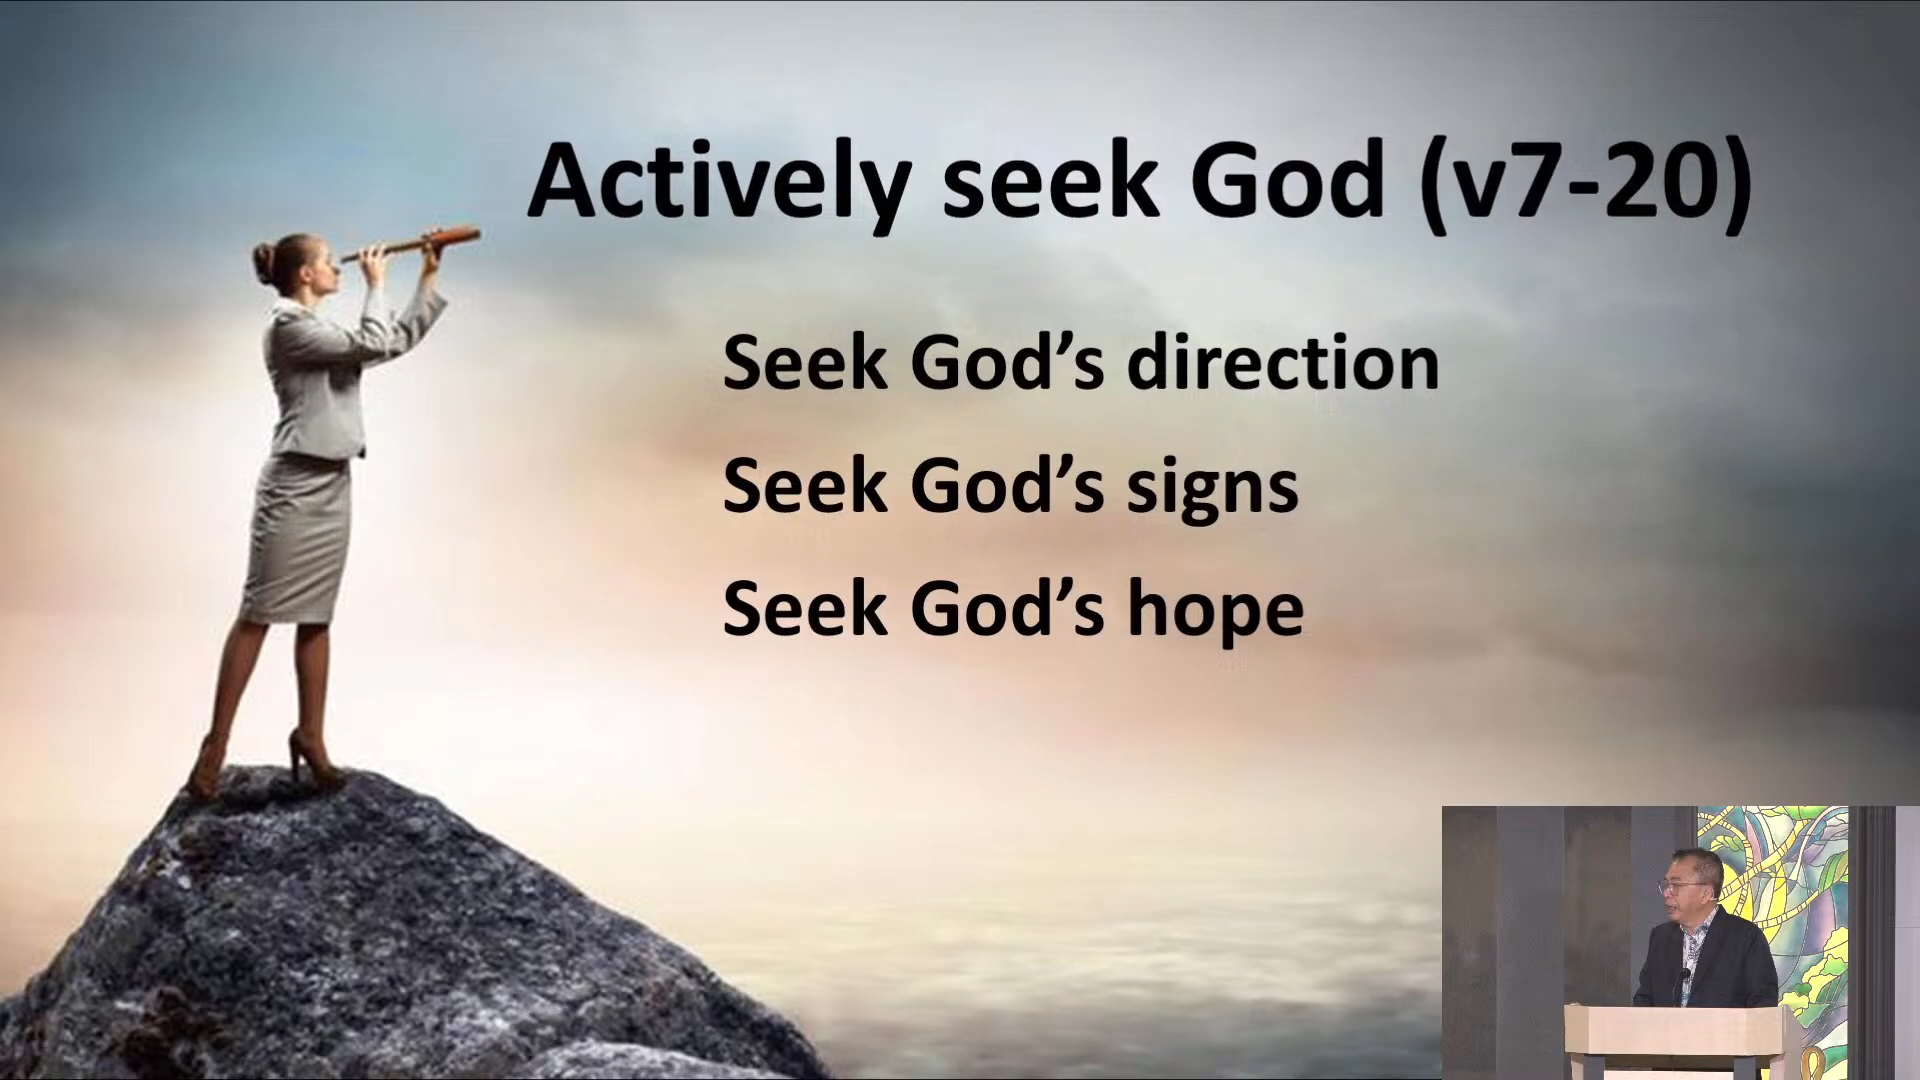 Actively seek God (v7-20)
Seek God’s direction
Seek God’s signs
Seek God’s hope